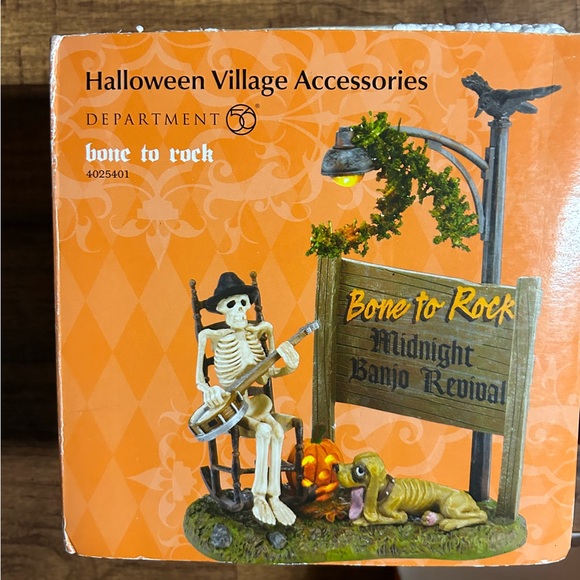 Halloween Village Accessories
DEPARTMENT 56®
bone to rock
4025401
Bone to Rock
Midnight
Banjo Revival